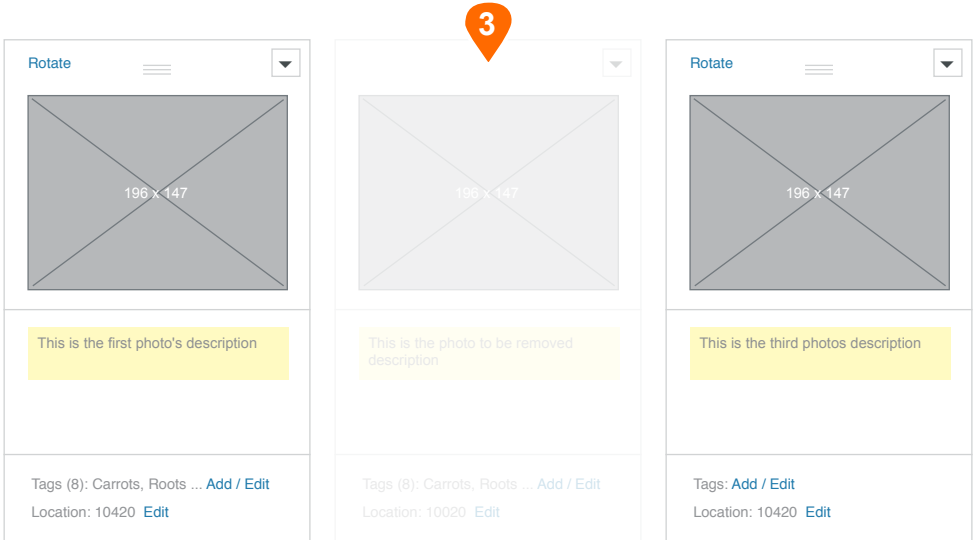 3
Rotate
196 x 147
This is the first photo's description
Tags (8): Carrots, Roots ... Add / Edit
Location: 10420 Edit
196 x 147
This is the photo to be removed
description
Tags (8): Carrots, Roots ... Add / Edit
Location: 10020 Edit
Rotate
196 x 147
This is the third photos description
Tags: Add / Edit
Location: 10420 Edit